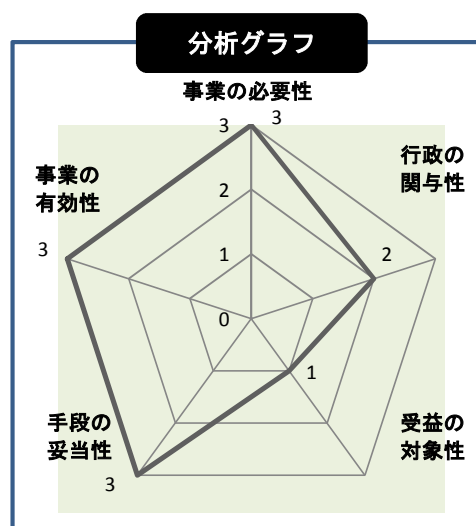 分析グラフ
事業の必要性
3
3
行政の
関与性
事業の
有効性
2
3
2
1
0
1
手段の
妥当性
受益の
対象性
3